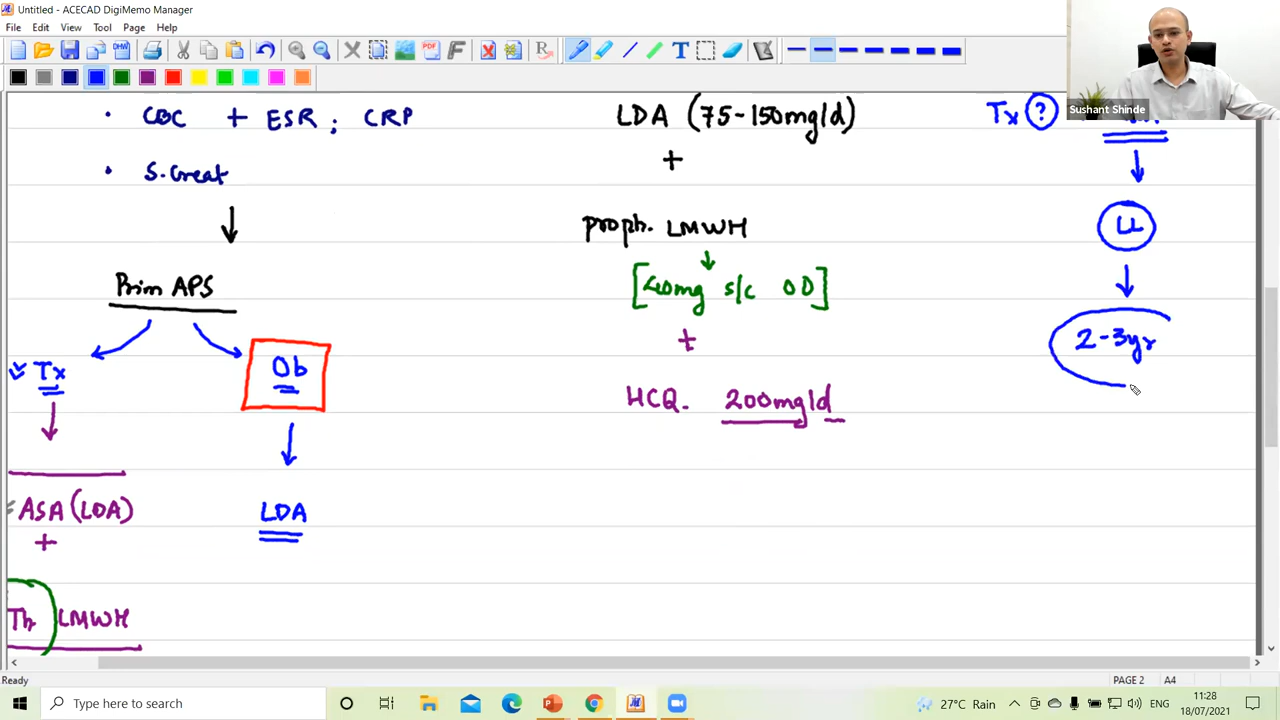 Untitled - ACECAD DigiMemo Manager
File Edit View Tool Page Help
Sushant Shinde
· CBC + ESR ; CRP
· S.Creat
Prim APS
Tx
Ob
ASA (LDA)
+
LDA
Th LMWH
LDA (75-150mg/d)
+
proph. LMWH
[40mg s/c OD]
+
HCQ. 200mg/d
Tx ?
LL
2-3yr
Ready
PAGE 2 A4
Type here to search
27°C Rain
ENG
11:28
18/07/2021